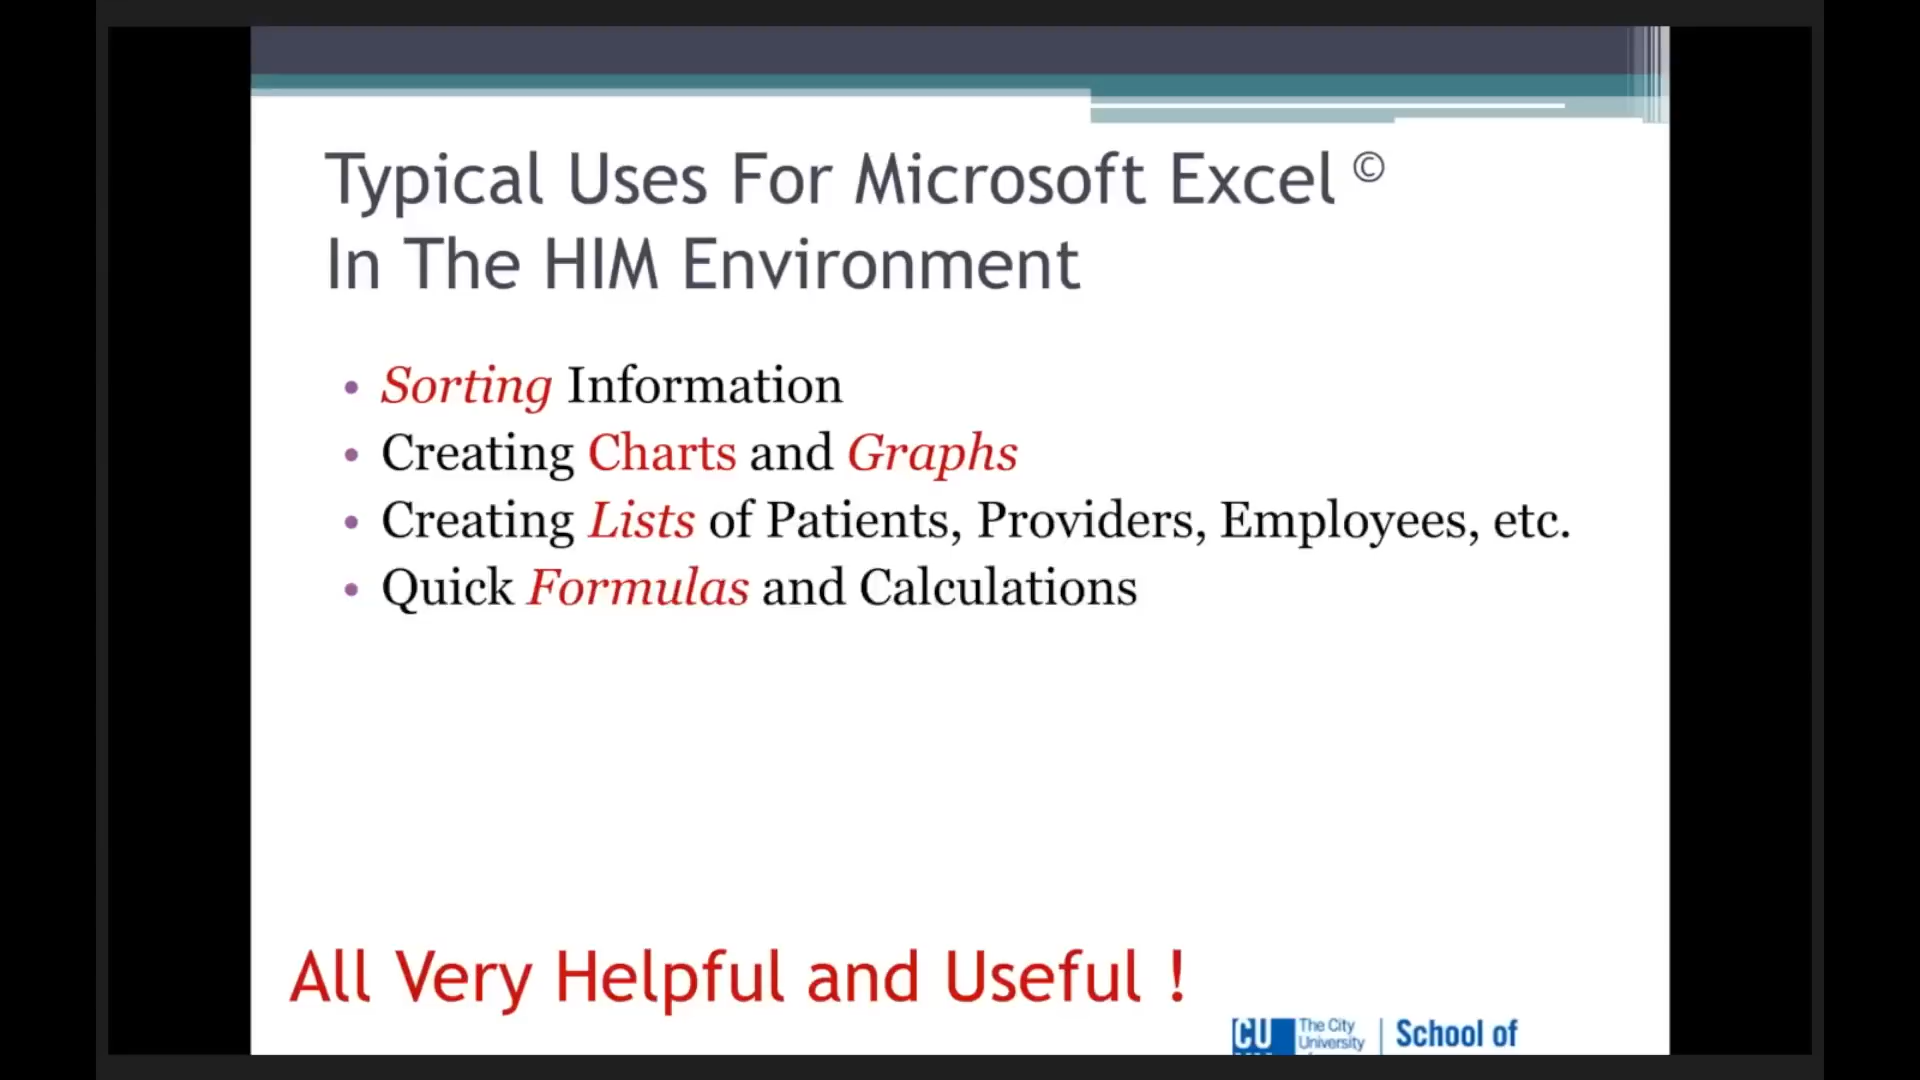 Typical Uses For Microsoft Excel ©
In The HIM Environment
• Sorting Information
• Creating Charts and Graphs
• Creating Lists of Patients, Providers, Employees, etc.
• Quick Formulas and Calculations
All Very Helpful and Useful !
CU
The City
University
School of